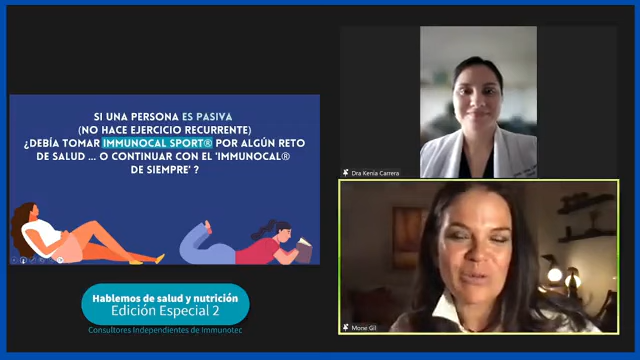 SI UNA PERSONA ES PASIVA
(NO HACE EJERCICIO RECURRENTE)
¿DEBÍA TOMAR IMMUNOCAL SPORT® POR ALGÚN RETO
DE SALUD ... O CONTINUAR CON EL 'IMMUNOCAL®
DE SIEMPRE' ?
Hablemos de salud y nutrición
Edición Especial 2
Consultores Independientes de Immunotec
Dra Kenia Carrera
Mone Gil